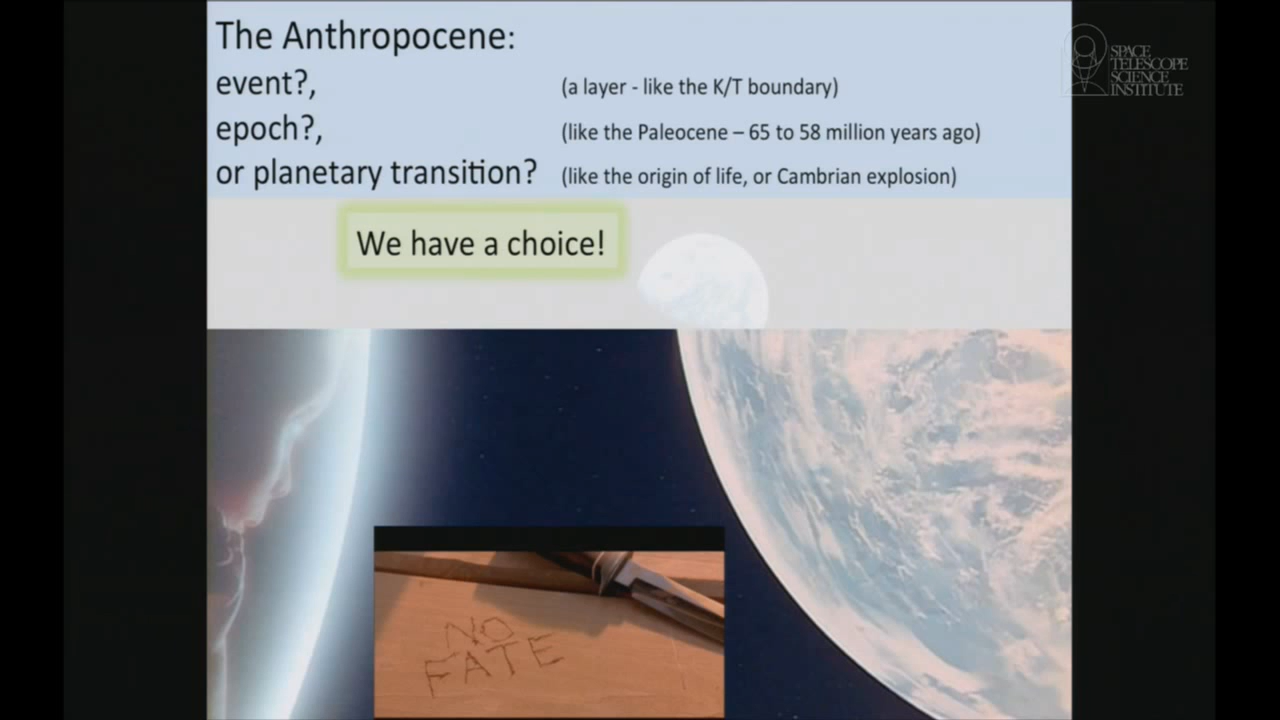 The Anthropocene:
event?, (a layer - like the K/T boundary)
epoch?, (like the Paleocene – 65 to 58 million years ago)
or planetary transition? (like the origin of life, or Cambrian explosion)
We have a choice!
NO
FATE
SPACE
TELESCOPE
SCIENCE
INSTITUTE